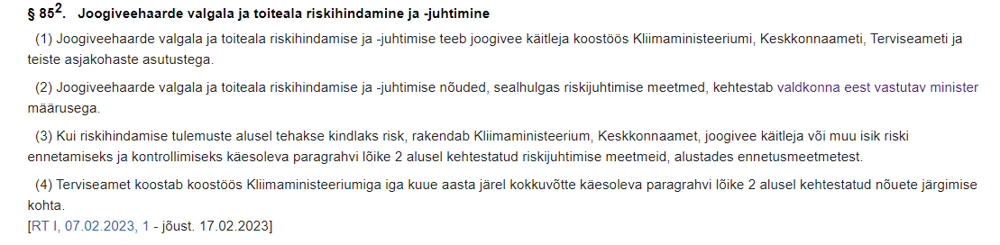 § 85². Joogiveehaarde valgala ja toiteala riskihindamine ja -juhtimine
(1) Joogiveehaarde valgala ja toiteala riskihindamise ja -juhtimise teeb joogivee käitleja koostöös Kliimaministeeriumi, Keskkonnaameti, Terviseameti ja
teiste asjakohaste asutustega.
(2) Joogiveehaarde valgala ja toiteala riskihindamise ja -juhtimise nõuded, sealhulgas riskijuhtimise meetmed, kehtestab valdkonna eest vastutav minister
määrusega.
(3) Kui riskihindamise tulemuste alusel tehakse kindlaks risk, rakendab Kliimaministeerium, Keskkonnaamet, joogivee käitleja või muu isik riski
ennetamiseks ja kontrollimiseks käesoleva paragrahvi lõike 2 alusel kehtestatud riskijuhtimise meetmeid, alustades ennetusmeetmetest.
(4) Terviseamet koostab koostöös Kliimaministeeriumiga iga kuue aasta järel kokkuvõtte käesoleva paragrahvi lõike 2 alusel kehtestatud nõuete järgimise
kohta.
[RT I, 07.02.2023, 1 - jõust. 17.02.2023]